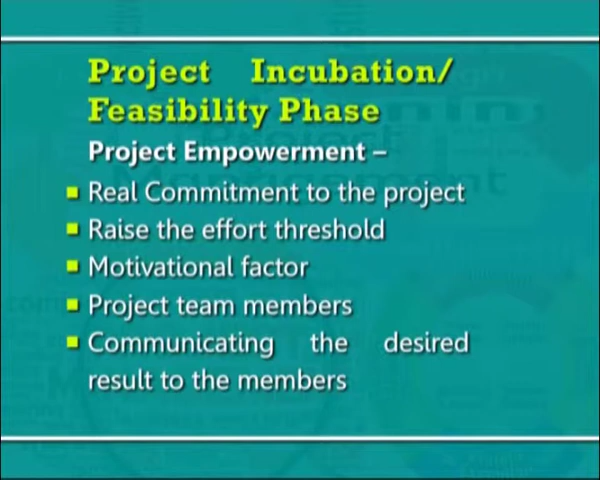 Project Incubation/
Feasibility Phase
Project Empowerment –
Real Commitment to the project
Raise the effort threshold
Motivational factor
Project team members
Communicating the desired
result to the members